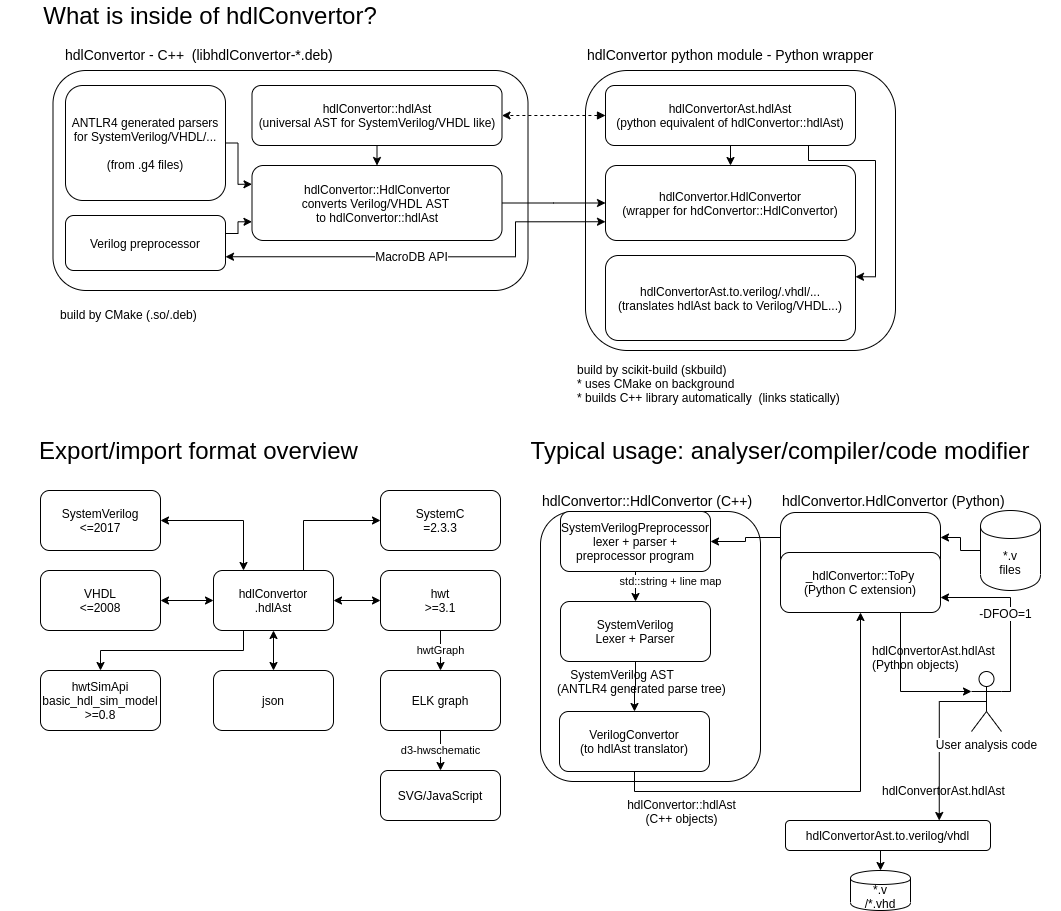 What is inside of hdlConvertor?
hdlConvertor - C++  (libhdlConvertor-*.deb)
ANTLR4 generated parsers
for SystemVerilog/VHDL/...
(from .g4 files)
hdlConvertor::hdlAst
(universal AST for SystemVerilog/VHDL like)
hdlConvertor::HdlConvertor
converts Verilog/VHDL AST
to hdlConvertor::hdlAst
Verilog preprocessor
MacroDB API
build by CMake (.so/.deb)
hdlConvertor python module - Python wrapper
hdlConvertorAst.hdlAst
(python equivalent of hdlConvertor::hdlAst)
hdlConvertor.HdlConvertor
(wrapper for hdConvertor::HdlConvertor)
hdlConvertorAst.to.verilog/.vhdl/...
(translates hdlAst back to Verilog/VHDL...)
build by scikit-build (skbuild)
* uses CMake on background
* builds C++ library automatically  (links statically)
Export/import format overview
SystemVerilog
<=2017
SystemC
=2.3.3
VHDL
<=2008
hdlConvertor
.hdlAst
hwt
>=3.1
hwtGraph
hwtSimApi
basic_hdl_sim_model
>=0.8
json
ELK graph
d3-hwschematic
SVG/JavaScript
Typical usage: analyser/compiler/code modifier
hdlConvertor::HdlConvertor (C++)
SystemVerilogPreprocessor
lexer + parser +
preprocessor program
std::string + line map
SystemVerilog
Lexer + Parser
SystemVerilog AST
(ANTLR4 generated parse tree)
VerilogConvertor
(to hdlAst translator)
hdlConvertor::hdlAst
(C++ objects)
hdlConvertor.HdlConvertor (Python)
_hdlConvertor::ToPy
(Python C extension)
*.v
files
-DFOO=1
hdlConvertorAst.hdlAst
(Python objects)
User analysis code
hdlConvertorAst.hdlAst
hdlConvertorAst.to.verilog/vhdl
*.v
/*.vhd